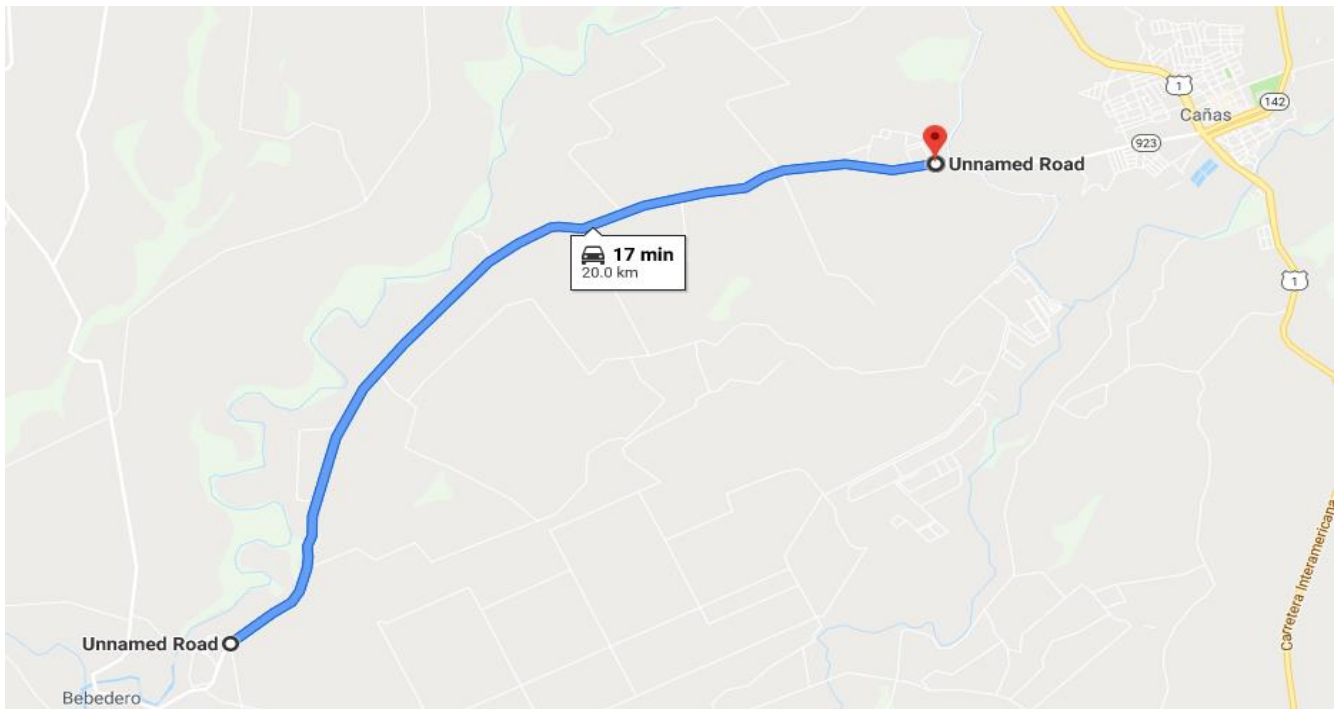 1
142
Cañas
923
Unnamed Road
17 min
20.0 km
1
Carretera Interamericana
Unnamed Road
Bebedero